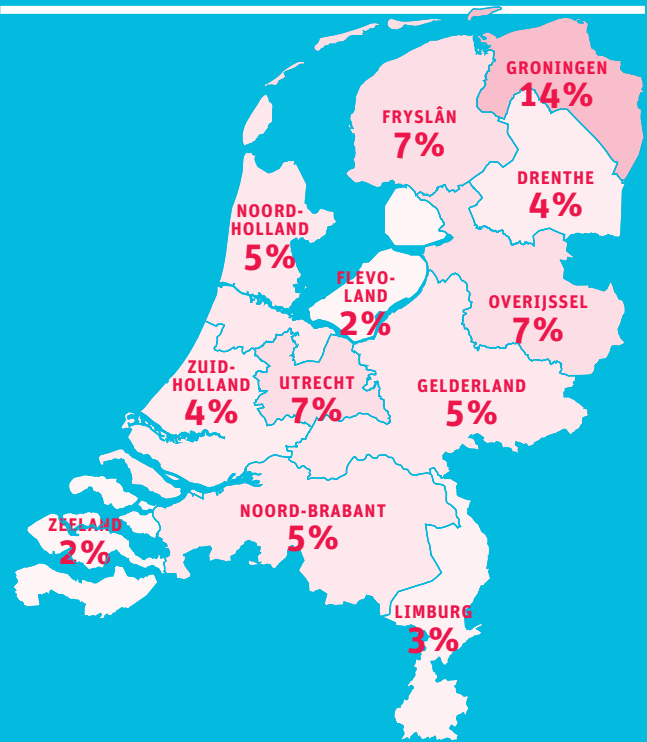 GRONINGEN
14%
FRYSLÂN
7%
DRENTHE
4%
NOORD-
HOLLAND
5%
FLEVO-
LAND
2%
OVERIJSSEL
7%
ZUID-
HOLLAND
4%
UTRECHT
7%
GELDERLAND
5%
NOORD-BRABANT
5%
ZEELAND
2%
LIMBURG
3%